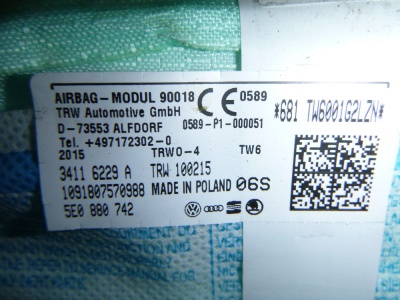 AIRBAG-MODUL 90018 CE 0589
TRW Automotive GmbH
D-73553 ALFDORF 0589-P1-000051
Tel. +497172302-0
2015 TRWO-4 TW6
3411 6229 A TRW 100215
1091807570988 MADE IN POLAND 06S
5E0 880 742
*681 TW6001G2LZN*